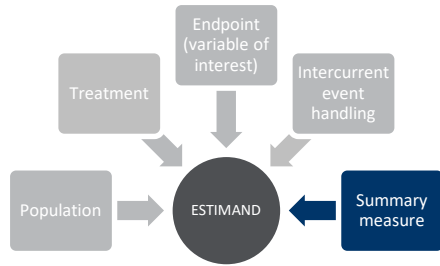 Endpoint
(variable of
interest)
Treatment
Intercurrent
event
handling
Population
ESTIMAND
Summary
measure